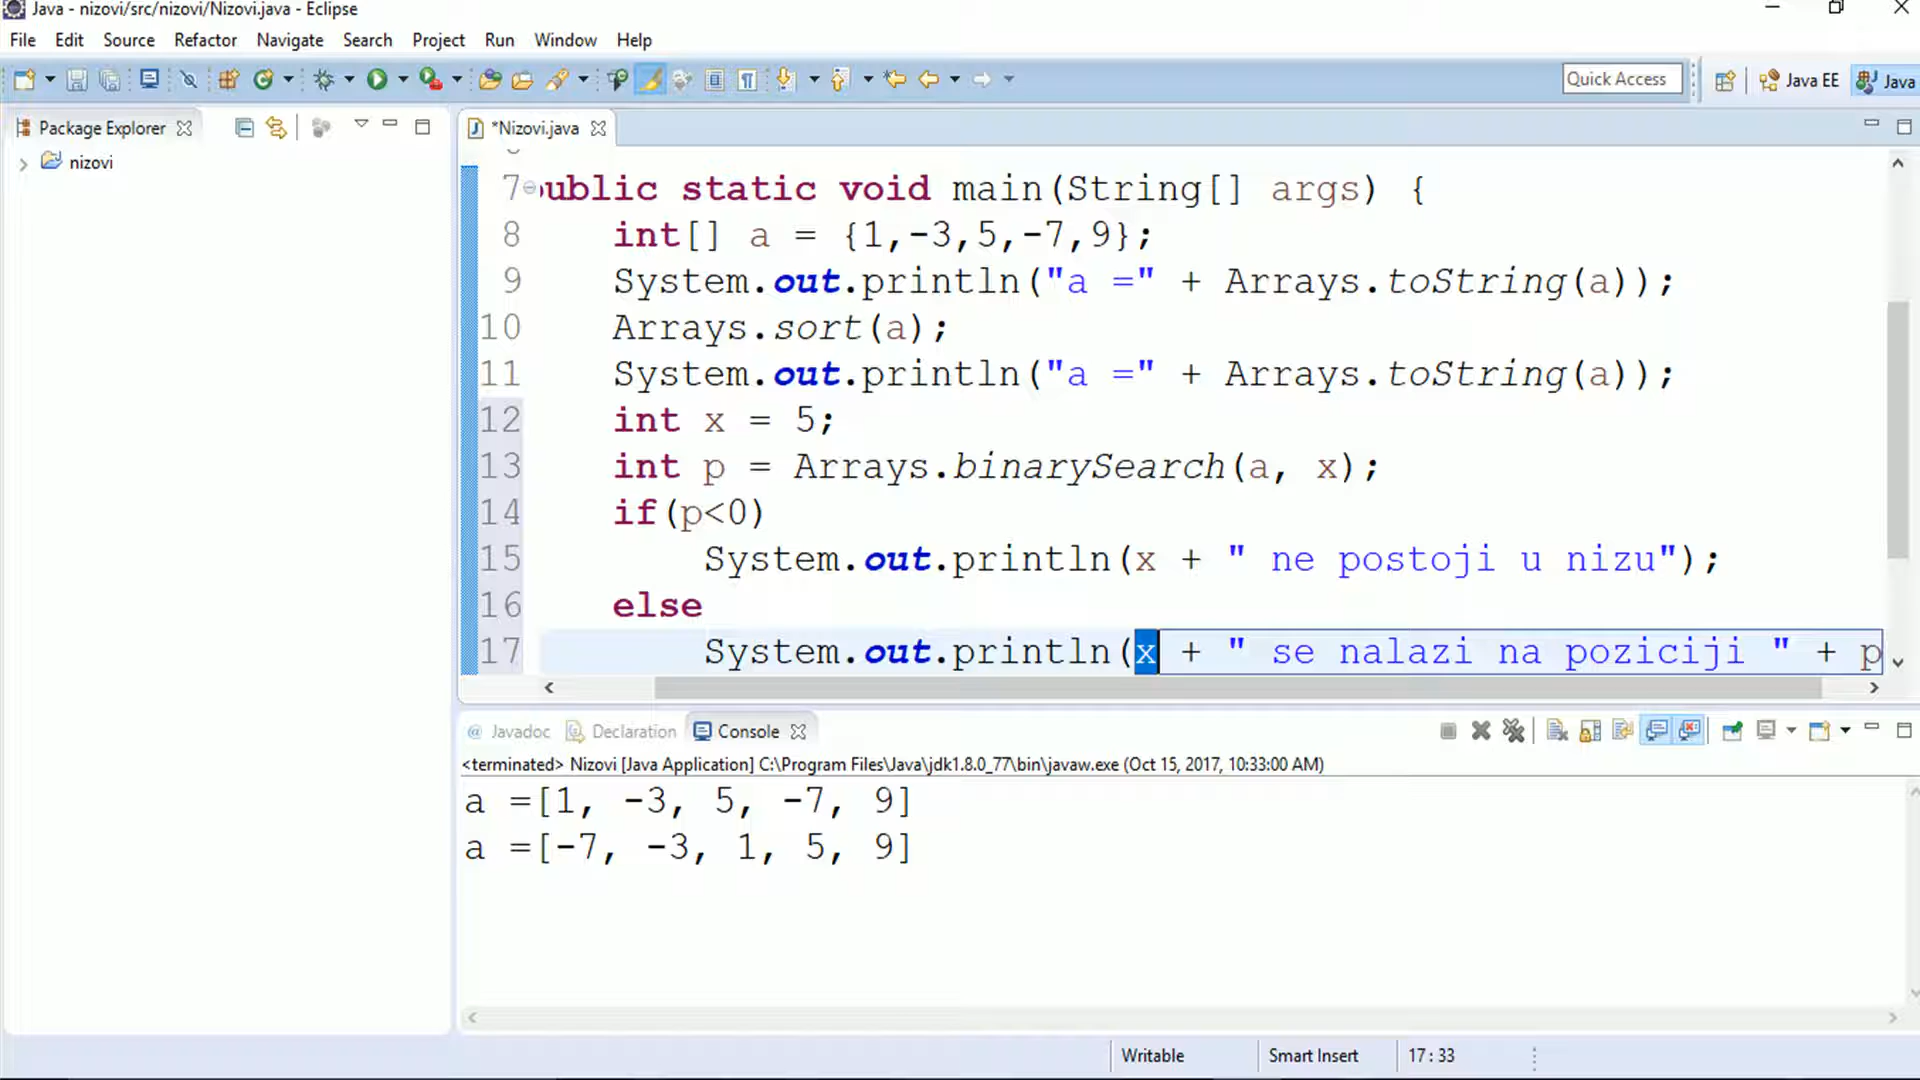 Java - nizovi/src/nizovi/Nizovi.java - Eclipse
File Edit Source Refactor Navigate Search Project Run Window Help
Quick Access Java EE Java
Package Explorer
nizovi
*Nizovi.java
7 public static void main(String[] args) {
8 int[] a = {1,-3,5,-7,9};
9 System.out.println("a =" + Arrays.toString(a));
10 Arrays.sort(a);
11 System.out.println("a =" + Arrays.toString(a));
12 int x = 5;
13 int p = Arrays.binarySearch(a, x);
14 if(p<0)
15 System.out.println(x + " ne postoji u nizu");
16 else
17 System.out.println(x + " se nalazi na poziciji " + p
@ Javadoc Declaration Console
<terminated> Nizovi [Java Application] C:\Program Files\Java\jdk1.8.0_77\bin\javaw.exe (Oct 15, 2017, 10:33:00 AM)
a =[1, -3, 5, -7, 9]
a =[-7, -3, 1, 5, 9]
Writable Smart Insert 17 : 33